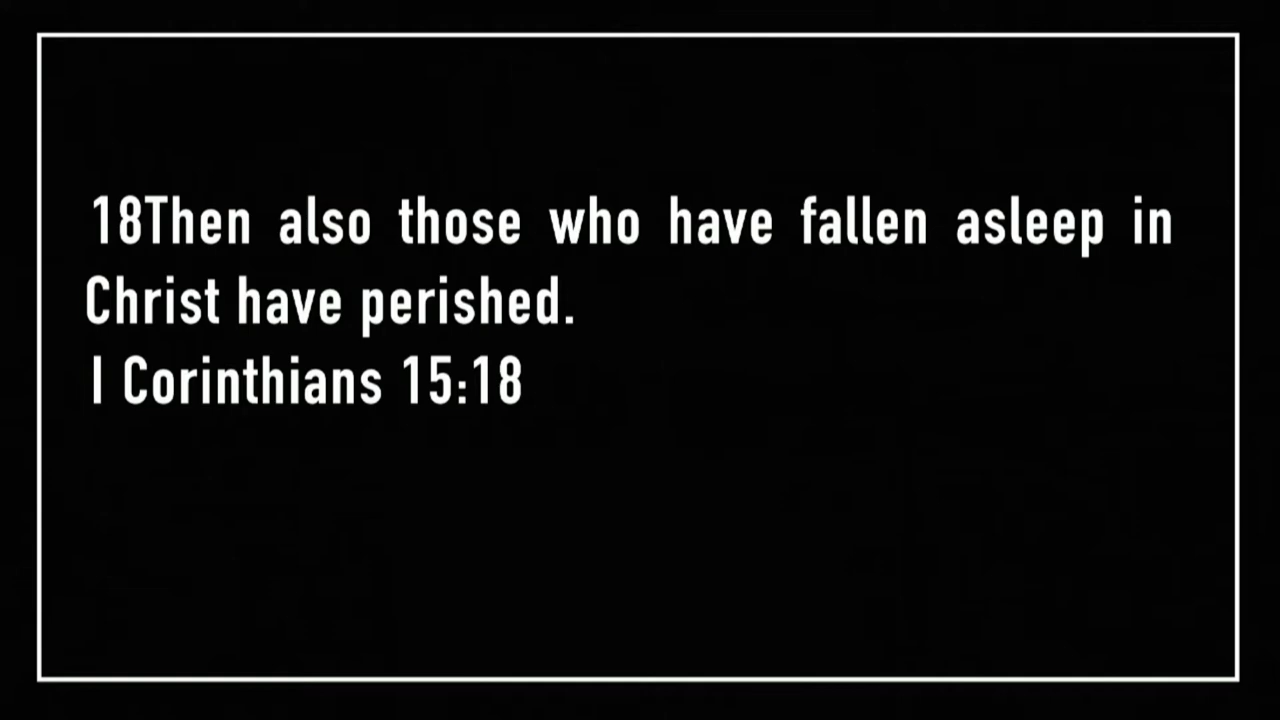 18Then also those who have fallen asleep in
Christ have perished.
I Corinthians 15:18